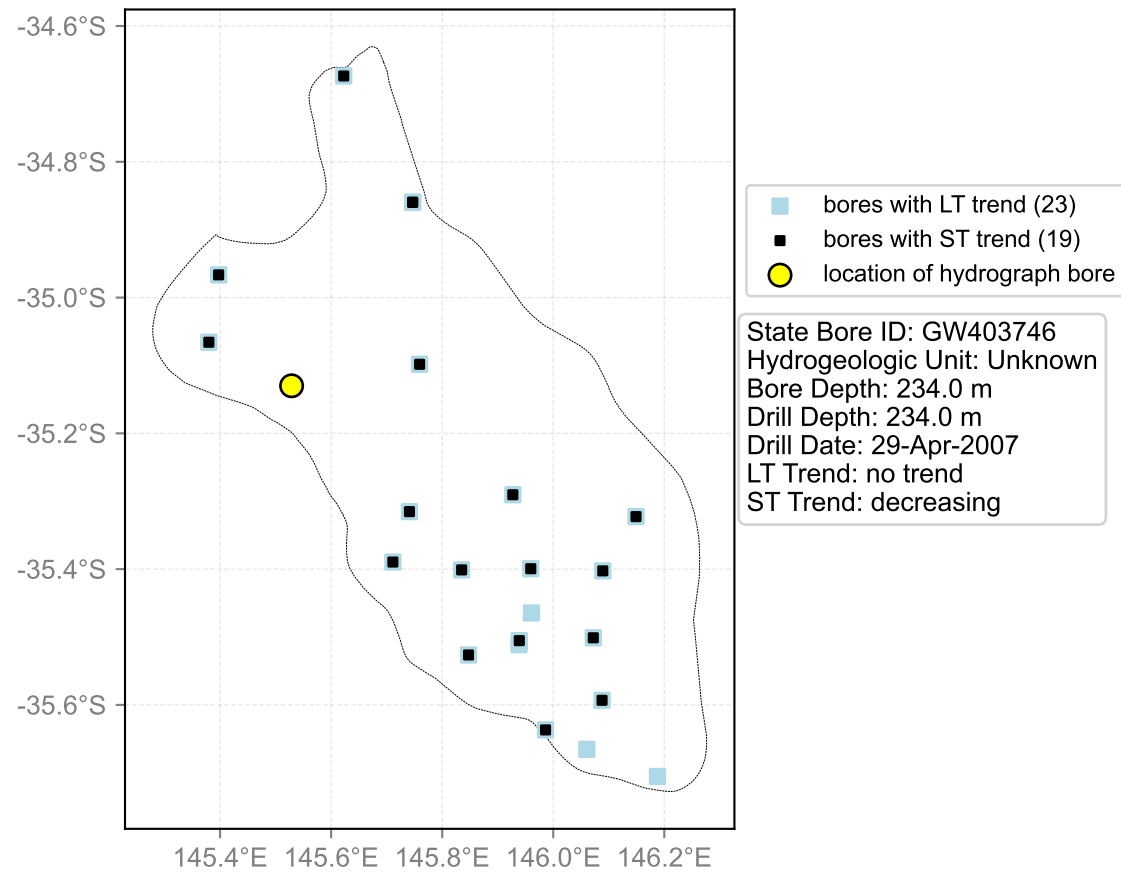 -34.6°S
-34.8°S
-35.0°S
-35.2°S
-35.4°S
-35.6°S
145.4°E 145.6°E 145.8°E 146.0°E 146.2°E
bores with LT trend (23)
bores with ST trend (19)
location of hydrograph bore
State Bore ID: GW403746
Hydrogeologic Unit: Unknown
Bore Depth: 234.0 m
Drill Depth: 234.0 m
Drill Date: 29-Apr-2007
LT Trend: no trend
ST Trend: decreasing